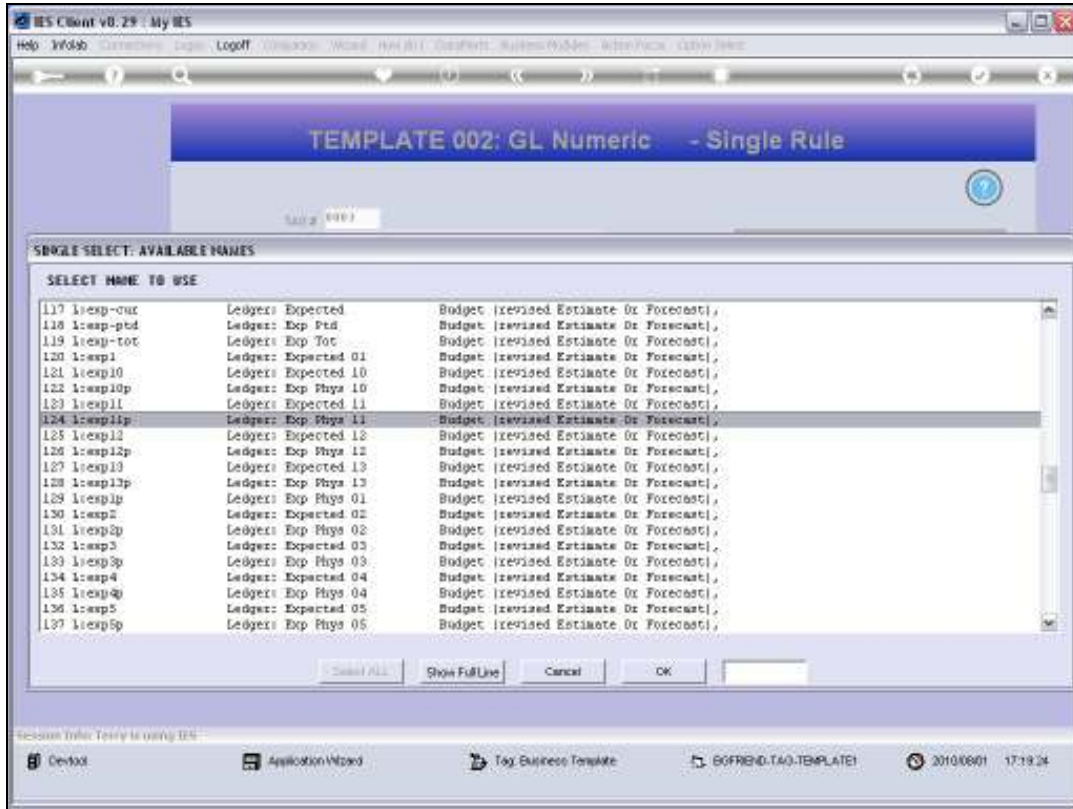 IES Client v8.29 : My IES
Help Infolab Logoff
TEMPLATE 002: GL Numeric - Single Rule
SINGLE SELECT: AVAILABLE NAMES
SELECT NAME TO USE
117 l:exp-cur Ledger: Expected Budget (revised Estimate Or Forecast),
118 l:exp-ptd Ledger: Exp Ptd Budget (revised Estimate Or Forecast),
119 l:exp-tot Ledger: Exp Tot Budget (revised Estimate Or Forecast),
120 l:exp1 Ledger: Expected 01 Budget (revised Estimate Or Forecast),
121 l:exp10 Ledger: Expected 10 Budget (revised Estimate Or Forecast),
122 l:exp10p Ledger: Exp Phys 10 Budget (revised Estimate Or Forecast),
123 l:exp11 Ledger: Expected 11 Budget (revised Estimate Or Forecast),
124 l:exp11p Ledger: Exp Phys 11 Budget (revised Estimate Or Forecast),
125 l:exp12 Ledger: Expected 12 Budget (revised Estimate Or Forecast),
126 l:exp12p Ledger: Exp Phys 12 Budget (revised Estimate Or Forecast),
127 l:exp13 Ledger: Expected 13 Budget (revised Estimate Or Forecast),
128 l:exp13p Ledger: Exp Phys 13 Budget (revised Estimate Or Forecast),
129 l:exp1p Ledger: Exp Phys 01 Budget (revised Estimate Or Forecast),
130 l:exp2 Ledger: Expected 02 Budget (revised Estimate Or Forecast),
131 l:exp2p Ledger: Exp Phys 02 Budget (revised Estimate Or Forecast),
132 l:exp3 Ledger: Expected 03 Budget (revised Estimate Or Forecast),
133 l:exp3p Ledger: Exp Phys 03 Budget (revised Estimate Or Forecast),
134 l:exp4 Ledger: Expected 04 Budget (revised Estimate Or Forecast),
135 l:exp4p Ledger: Exp Phys 04 Budget (revised Estimate Or Forecast),
136 l:exp5 Ledger: Expected 05 Budget (revised Estimate Or Forecast),
137 l:exp5p Ledger: Exp Phys 05 Budget (revised Estimate Or Forecast),
Select ALL Show Full Line Cancel OK
Session Info: Terry is using IES
Devtool Application Wizard Tag: Business Template BGFRIEND-TAG-TEMPLATE1 2010/08/01 17:19:24